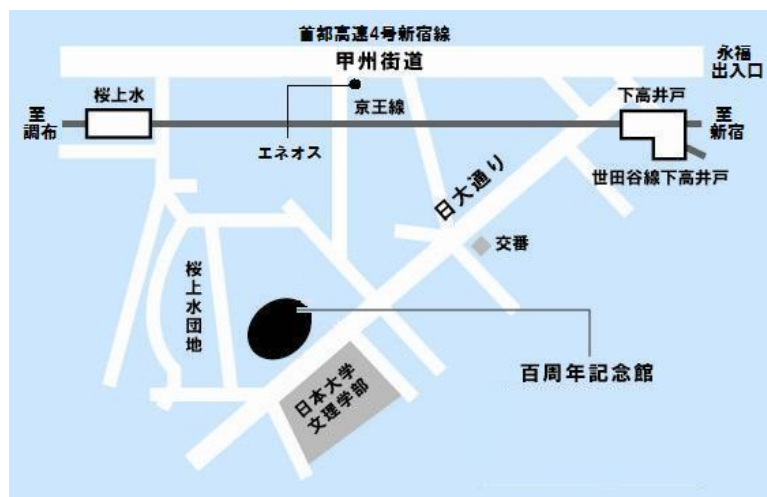 首都高速4号新宿線
甲州街道
永福
出入口
桜上水
下高井戸
至
調布
京王線
至
新宿
エネオス
世田谷線下高井戸
日大通り
交番
桜上水団地
百周年記念館
日本大学
文理学部